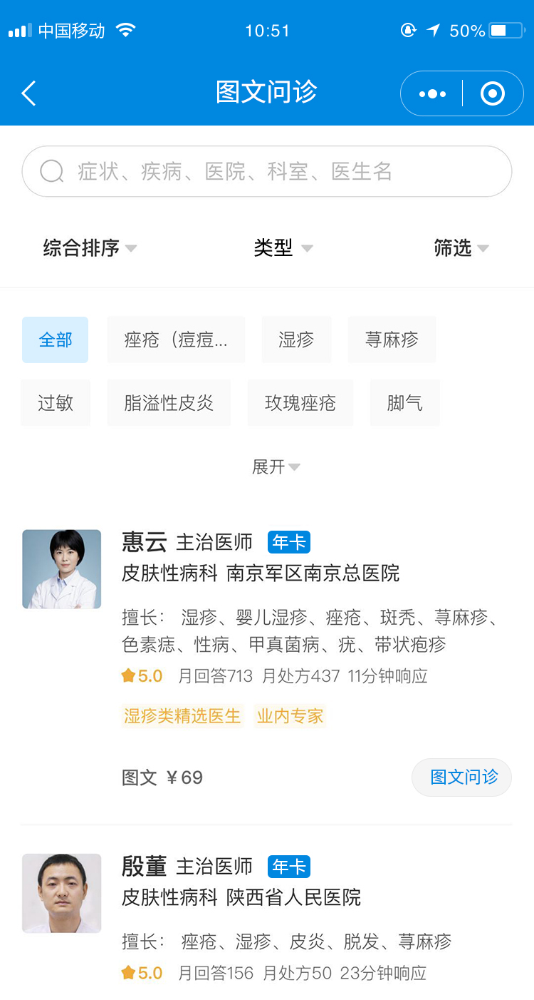 中国移动 10:51 50%
图文问诊
症状、疾病、医院、科室、医生名
综合排序 类型 筛选
全部 痤疮（痘痘... 湿疹 荨麻疹
过敏 脂溢性皮炎 玫瑰痤疮 脚气
展开
惠云 主治医师 年卡
皮肤性病科 南京军区南京总医院
擅长： 湿疹、婴儿湿疹、痤疮、斑秃、荨麻疹、
色素痣、性病、甲真菌病、疣、带状疱疹
5.0 月回答713 月处方437 11分钟响应
湿疹类精选医生 业内专家
图文 ¥69 图文问诊
殷董 主治医师 年卡
皮肤性病科 陕西省人民医院
擅长： 痤疮、湿疹、皮炎、脱发、荨麻疹
5.0 月回答156 月处方50 23分钟响应